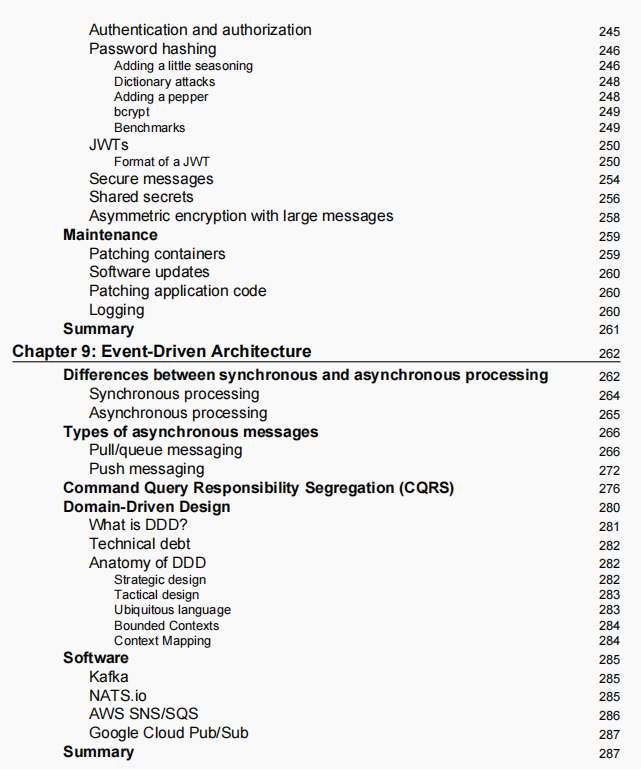 Authentication and authorization 245
Password hashing 246
Adding a little seasoning 246
Dictionary attacks 248
Adding a pepper 248
bcrypt 249
Benchmarks 249
JWTs 250
Format of a JWT 250
Secure messages 254
Shared secrets 256
Asymmetric encryption with large messages 258
Maintenance 259
Patching containers 259
Software updates 260
Patching application code 260
Logging 260
Summary 261
Chapter 9: Event-Driven Architecture 262
Differences between synchronous and asynchronous processing 262
Synchronous processing 264
Asynchronous processing 265
Types of asynchronous messages 266
Pull/queue messaging 266
Push messaging 272
Command Query Responsibility Segregation (CQRS) 276
Domain-Driven Design 280
What is DDD? 281
Technical debt 282
Anatomy of DDD 282
Strategic design 282
Tactical design 283
Ubiquitous language 283
Bounded Contexts 284
Context Mapping 284
Software 285
Kafka 285
NATS.io 285
AWS SNS/SQS 286
Google Cloud Pub/Sub 287
Summary 287